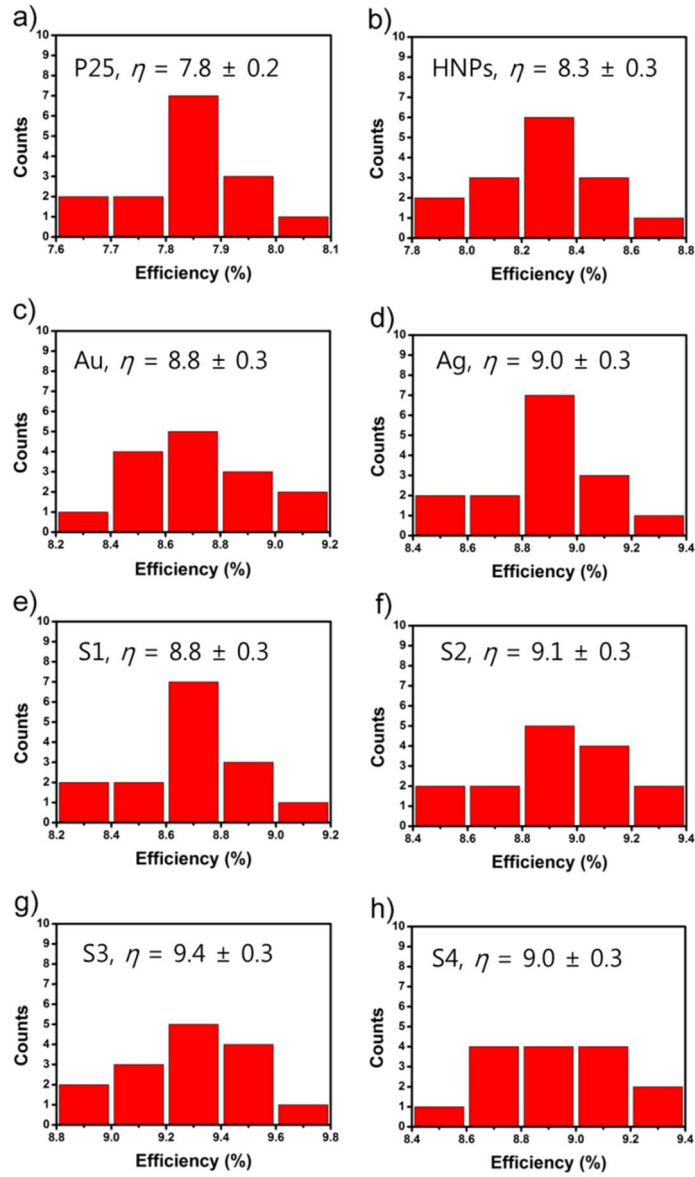 a)
P25, η = 7.8 ± 0.2
10
9
8
7
6
5
4
3
2
1
0
Counts
7.6 7.7 7.8 7.9 8.0 8.1
Efficiency (%)
b)
HNPs, η = 8.3 ± 0.3
10
9
8
7
6
5
4
3
2
1
0
Counts
7.8 8.0 8.2 8.4 8.6 8.8
Efficiency (%)
c)
Au, η = 8.8 ± 0.3
10
9
8
7
6
5
4
3
2
1
0
Counts
8.2 8.4 8.6 8.8 9.0 9.2
Efficiency (%)
d)
Ag, η = 9.0 ± 0.3
10
9
8
7
6
5
4
3
2
1
0
Counts
8.4 8.6 8.8 9.0 9.2 9.4
Efficiency (%)
e)
S1, η = 8.8 ± 0.3
10
9
8
7
6
5
4
3
2
1
0
Counts
8.2 8.4 8.6 8.8 9.0 9.2
Efficiency (%)
f)
S2, η = 9.1 ± 0.3
10
9
8
7
6
5
4
3
2
1
0
Counts
8.4 8.6 8.8 9.0 9.2 9.4
Efficiency (%)
g)
S3, η = 9.4 ± 0.3
10
9
8
7
6
5
4
3
2
1
0
Counts
8.8 9.0 9.2 9.4 9.6 9.8
Efficiency (%)
h)
S4, η = 9.0 ± 0.3
10
9
8
7
6
5
4
3
2
1
0
Counts
8.4 8.6 8.8 9.0 9.2 9.4
Efficiency (%)